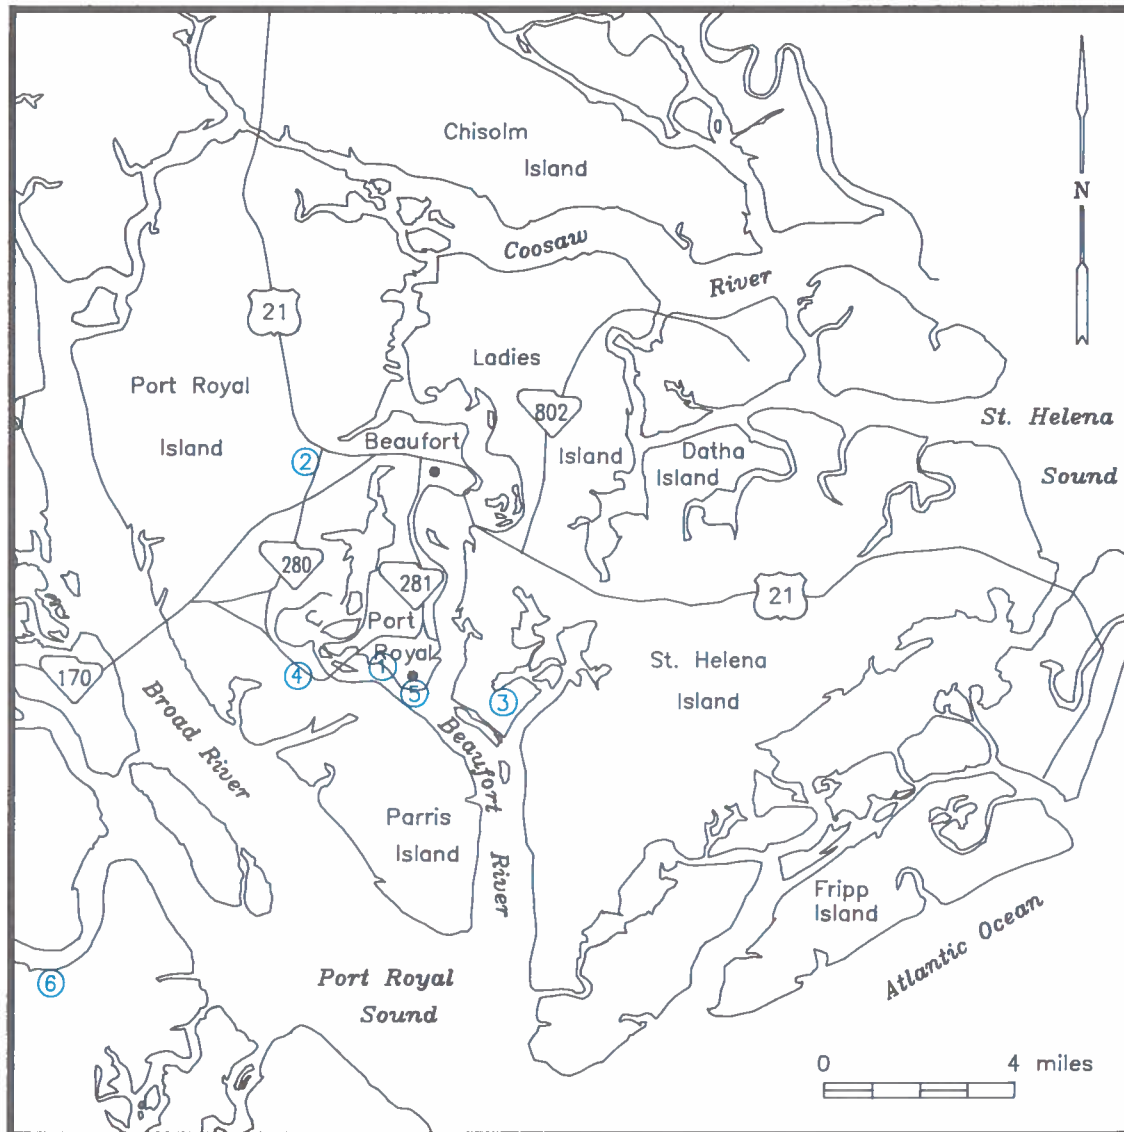 Chisolm
Island
N
Coosaw
River
21
Ladies
Port Royal
Island
802
St. Helena
Sound
Beaufort
2
Island
Datha
Island
280
281
21
Port
Royal
170
4
1
5
3
St. Helena
Island
Broad River
Beaufort
River
Parris
Island
Fripp
Island
Atlantic Ocean
6
Port Royal
Sound
0 4 miles